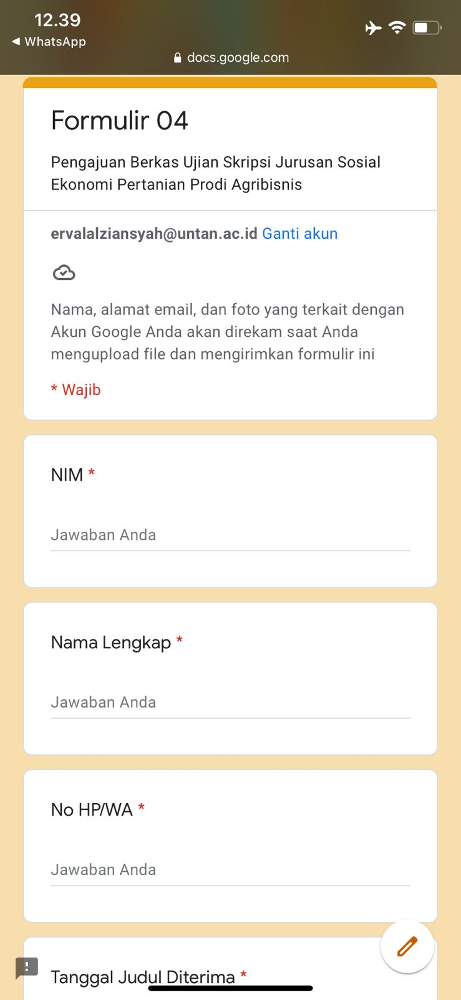 12.39
◀ WhatsApp
docs.google.com
Formulir 04
Pengajuan Berkas Ujian Skripsi Jurusan Sosial
Ekonomi Pertanian Prodi Agribisnis
ervalalziansyah@untan.ac.id Ganti akun
Nama, alamat email, dan foto yang terkait dengan
Akun Google Anda akan direkam saat Anda
mengupload file dan mengirimkan formulir ini
* Wajib
NIM *
Jawaban Anda
Nama Lengkap *
Jawaban Anda
No HP/WA *
Jawaban Anda
Tanggal Judul Diterima *